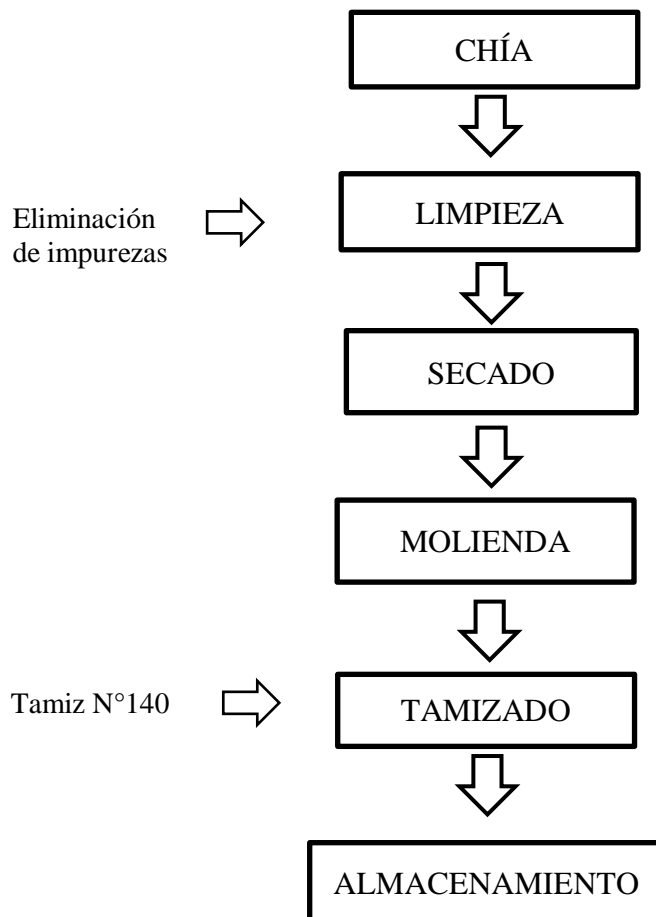 CHÍA
Eliminación
de impurezas
LIMPIEZA
SECADO
MOLIENDA
Tamiz N°140
TAMIZADO
ALMACENAMIENTO